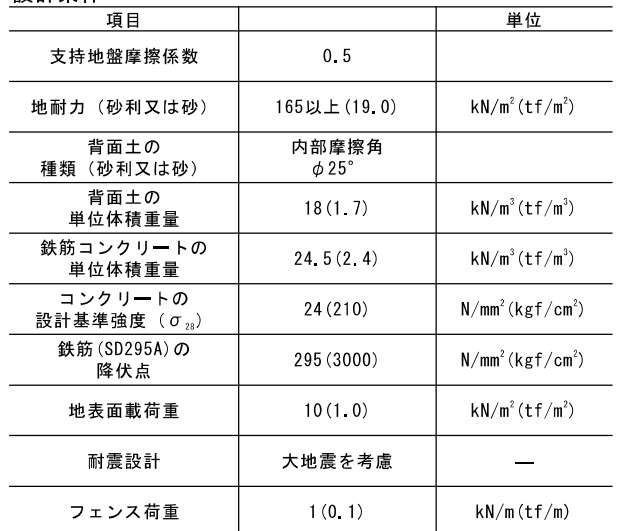 項目 単位
支持地盤摩擦係数 0.5
地耐力（砂利又は砂） 165以上(19.0) kN/m²(tf/m²)
背面土の
種類（砂利又は砂） 内部摩擦角
φ25°
背面土の
単位体積重量 18(1.7) kN/m³(tf/m³)
鉄筋コンクリートの
単位体積重量 24.5(2.4) kN/m³(tf/m³)
コンクリートの
設計基準強度（σ₂₈） 24(210) N/mm²(kgf/cm²)
鉄筋(SD295A)の
降伏点 295(3000) N/mm²(kgf/cm²)
地表面載荷重 10(1.0) kN/m²(tf/m²)
耐震設計 大地震を考慮 —
フェンス荷重 1(0.1) kN/m(tf/m)